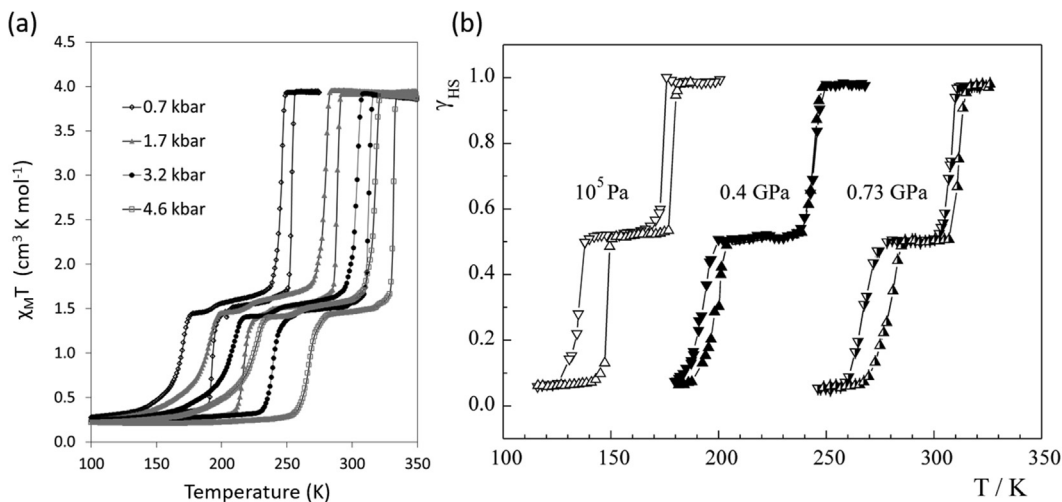 (a)
4.5
4.0
3.5
3.0
2.5
2.0
1.5
1.0
0.5
0.0
χMT (cm³ K mol⁻¹)
0.7 kbar
1.7 kbar
3.2 kbar
4.6 kbar
100 150 200 250 300 350
Temperature (K)
(b)
1.0
0.8
0.6
0.4
0.2
0.0
γHS
10⁵ Pa
0.4 GPa
0.73 GPa
100 150 200 250 300 350
T / K